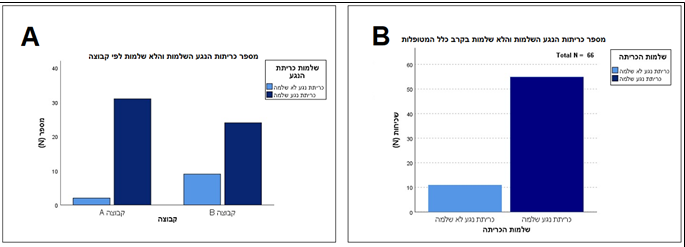 A
מספר כריתות הנגע השלמות והלא שלמות לפי קבוצה
שלמות כריתת
הנגע
כריתת נגע לא שלמה
כריתת נגע שלמה
מספר (N)
40
30
20
10
0
קבוצה A
קבוצה B
קבוצה
B
מספר כריתות הנגע השלמות והלא שלמות בקרב כלל המטופלות
Total N = 66
שלמות הכריתה
כריתת נגע לא שלמה
כריתת נגע שלמה
שכיחות (N)
60
50
40
30
20
10
0
כריתת נגע לא שלמה
כריתת נגע שלמה
שלמות הכריתה